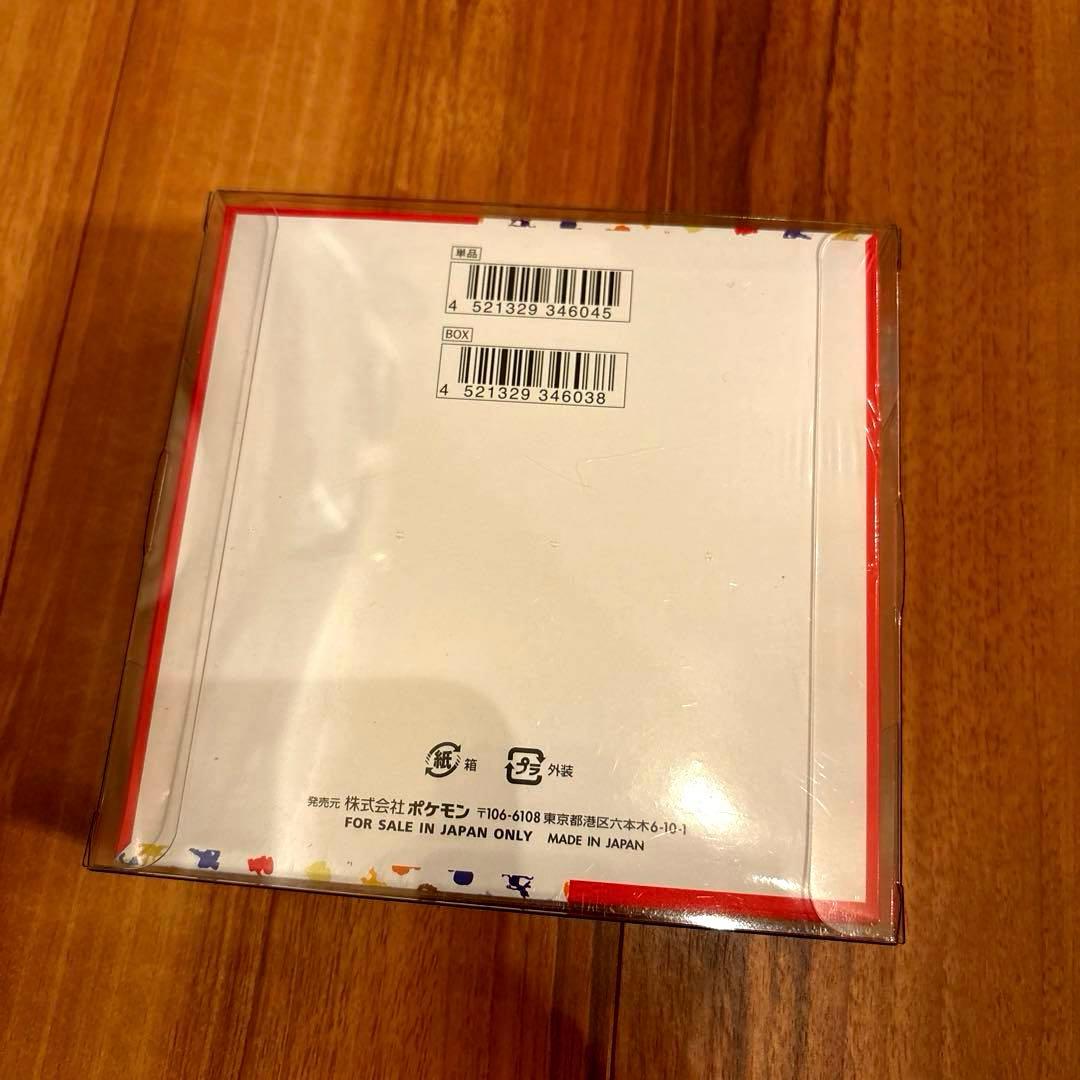 単品
4 521329 346045
BOX
4 521329 346038
紙 箱 プラ 外装
発売元 株式会社 ポケモン 〒106-6108 東京都港区六本木6-10-1
FOR SALE IN JAPAN ONLY MADE IN JAPAN